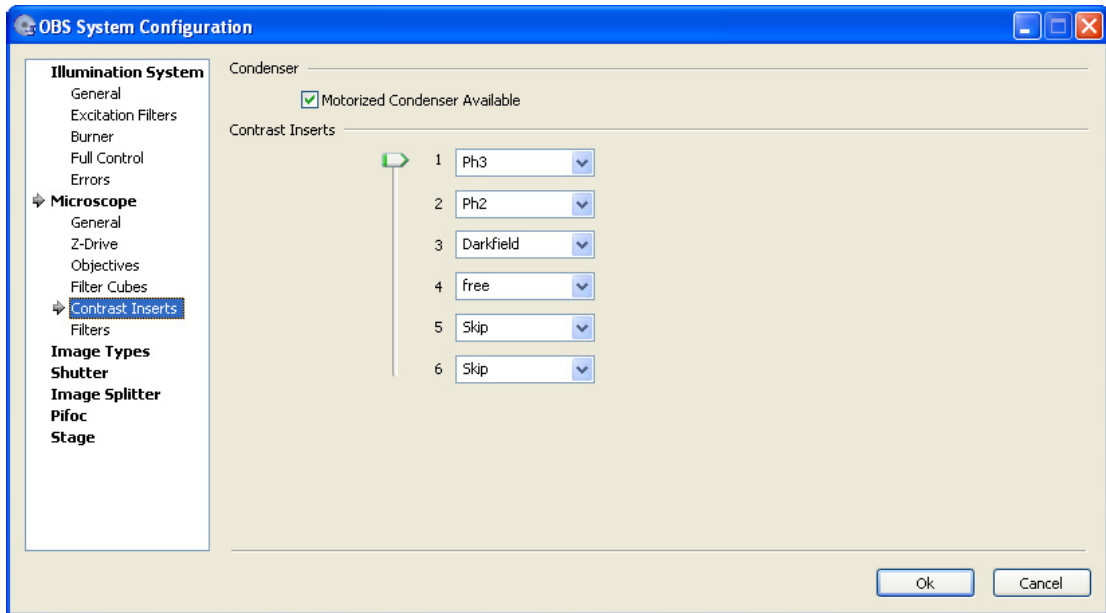 OBS System Configuration
Illumination System
General
Excitation Filters
Burner
Full Control
Errors
Microscope
General
Z-Drive
Objectives
Filter Cubes
Contrast Inserts
Filters
Image Types
Shutter
Image Splitter
Pifoc
Stage
Condenser
Motorized Condenser Available
Contrast Inserts
1 Ph3
2 Ph2
3 Darkfield
4 free
5 Skip
6 Skip
Ok Cancel